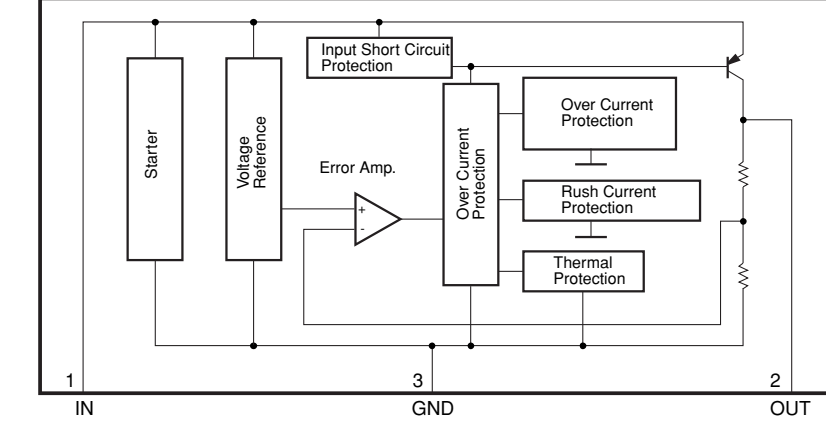 Input Short Circuit
Protection
Starter
Voltage
Reference
Error Amp.
+
-
Over Current
Protection
Over Current
Protection
Rush Current
Protection
Thermal
Protection
1
3
2
IN
GND
OUT